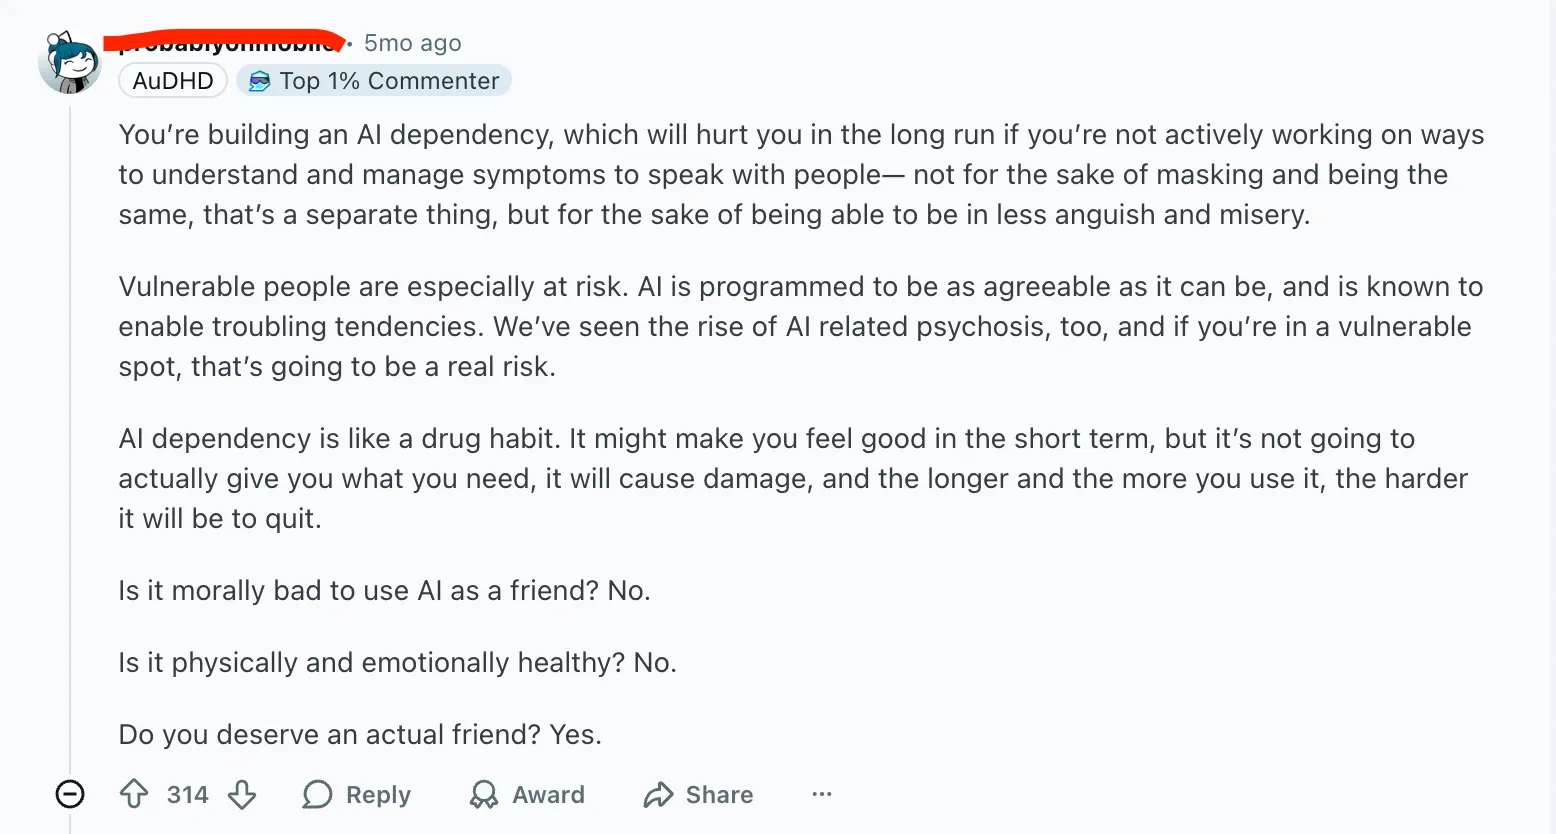 • 5mo ago
AuDHD Top 1% Commenter
You’re building an AI dependency, which will hurt you in the long run if you’re not actively working on ways
to understand and manage symptoms to speak with people— not for the sake of masking and being the
same, that’s a separate thing, but for the sake of being able to be in less anguish and misery.
Vulnerable people are especially at risk. AI is programmed to be as agreeable as it can be, and is known to
enable troubling tendencies. We’ve seen the rise of AI related psychosis, too, and if you’re in a vulnerable
spot, that’s going to be a real risk.
AI dependency is like a drug habit. It might make you feel good in the short term, but it’s not going to
actually give you what you need, it will cause damage, and the longer and the more you use it, the harder
it will be to quit.
Is it morally bad to use AI as a friend? No.
Is it physically and emotionally healthy? No.
Do you deserve an actual friend? Yes.
314 Reply Award Share ...